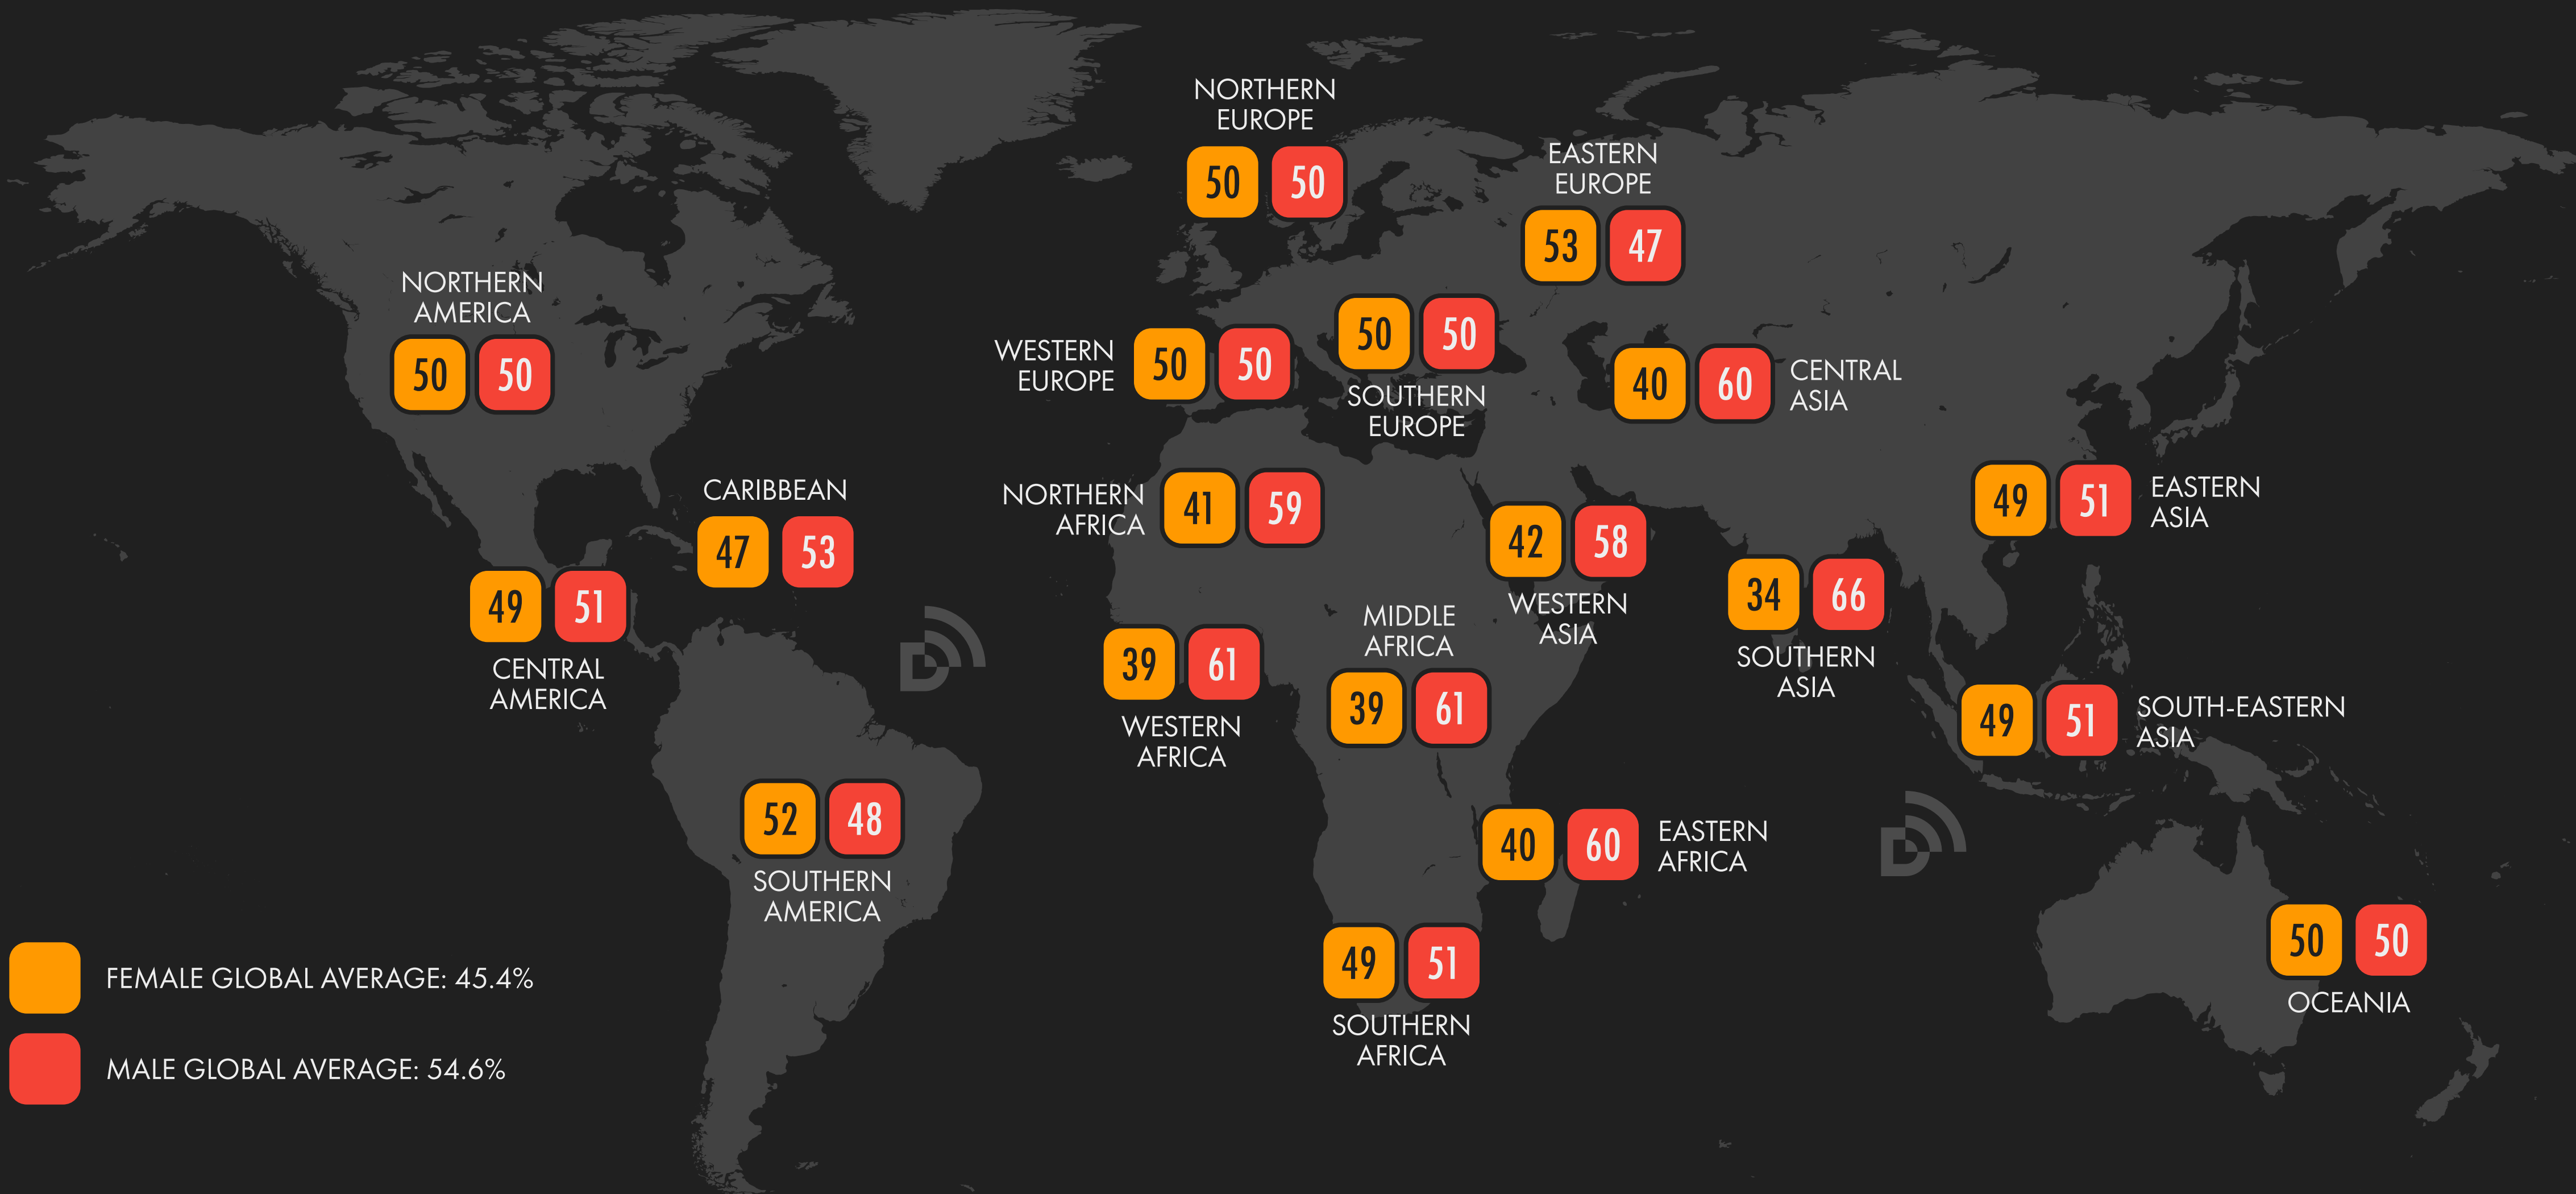 NORTHERN
EUROPE
50 50
EASTERN
EUROPE
53 47
NORTHERN
AMERICA
50 50
WESTERN
EUROPE
50 50
50 50
SOUTHERN
EUROPE
40 60
CENTRAL
ASIA
CARIBBEAN
47 53
NORTHERN
AFRICA
41 59
42 58
WESTERN
ASIA
49 51
EASTERN
ASIA
49 51
CENTRAL
AMERICA
34 66
SOUTHERN
ASIA
39 61
WESTERN
AFRICA
MIDDLE
AFRICA
39 61
49 51
SOUTH-EASTERN
ASIA
52 48
SOUTHERN
AMERICA
40 60
EASTERN
AFRICA
49 51
SOUTHERN
AFRICA
50 50
OCEANIA
FEMALE GLOBAL AVERAGE: 45.4%
MALE GLOBAL AVERAGE: 54.6%